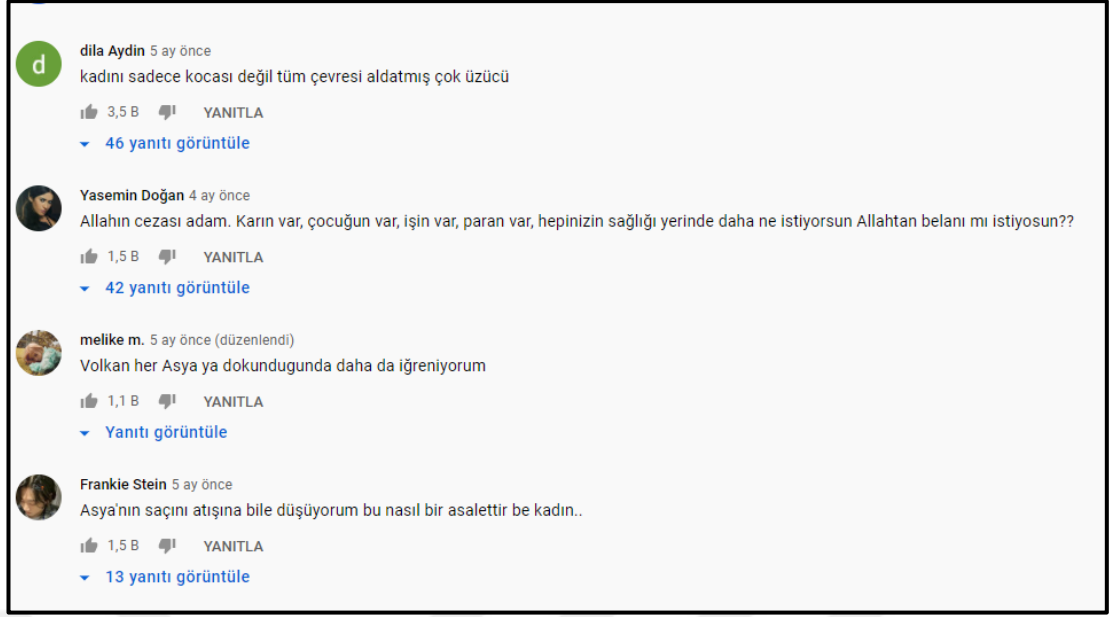 dila Aydin 5 ay önce
kadını sadece kocası değil tüm çevresi aldatmış çok üzücü
3,5 B YANITLA
46 yanıtı görüntüle
Yasemin Doğan 4 ay önce
Allahın cezası adam. Karın var, çocuğun var, işin var, paran var, hepinizin sağlığı yerinde daha ne istiyorsun Allahtan belanı mı istiyosun??
1,5 B YANITLA
42 yanıtı görüntüle
melike m. 5 ay önce (düzenlendi)
Volkan her Asya ya dokundugunda daha da iğreniyorum
1,1 B YANITLA
Yanıtı görüntüle
Frankie Stein 5 ay önce
Asya'nın saçını atışına bile düşüyorum bu nasıl bir asalettir be kadın..
1,5 B YANITLA
13 yanıtı görüntüle